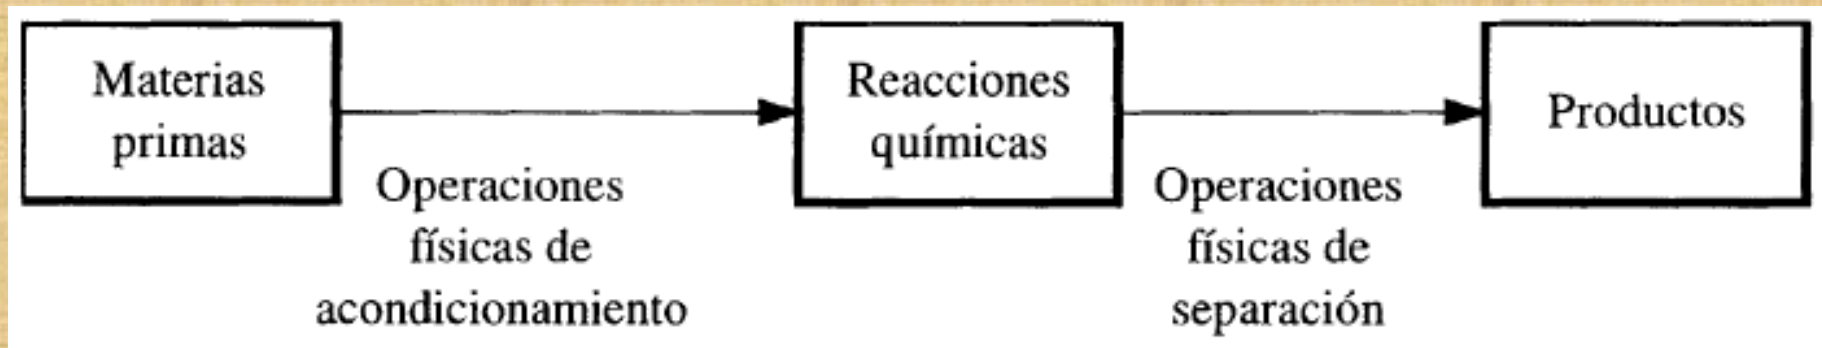 Materias
primas
Operaciones
físicas de
acondicionamiento
Reacciones
químicas
Operaciones
físicas de
separación
Productos